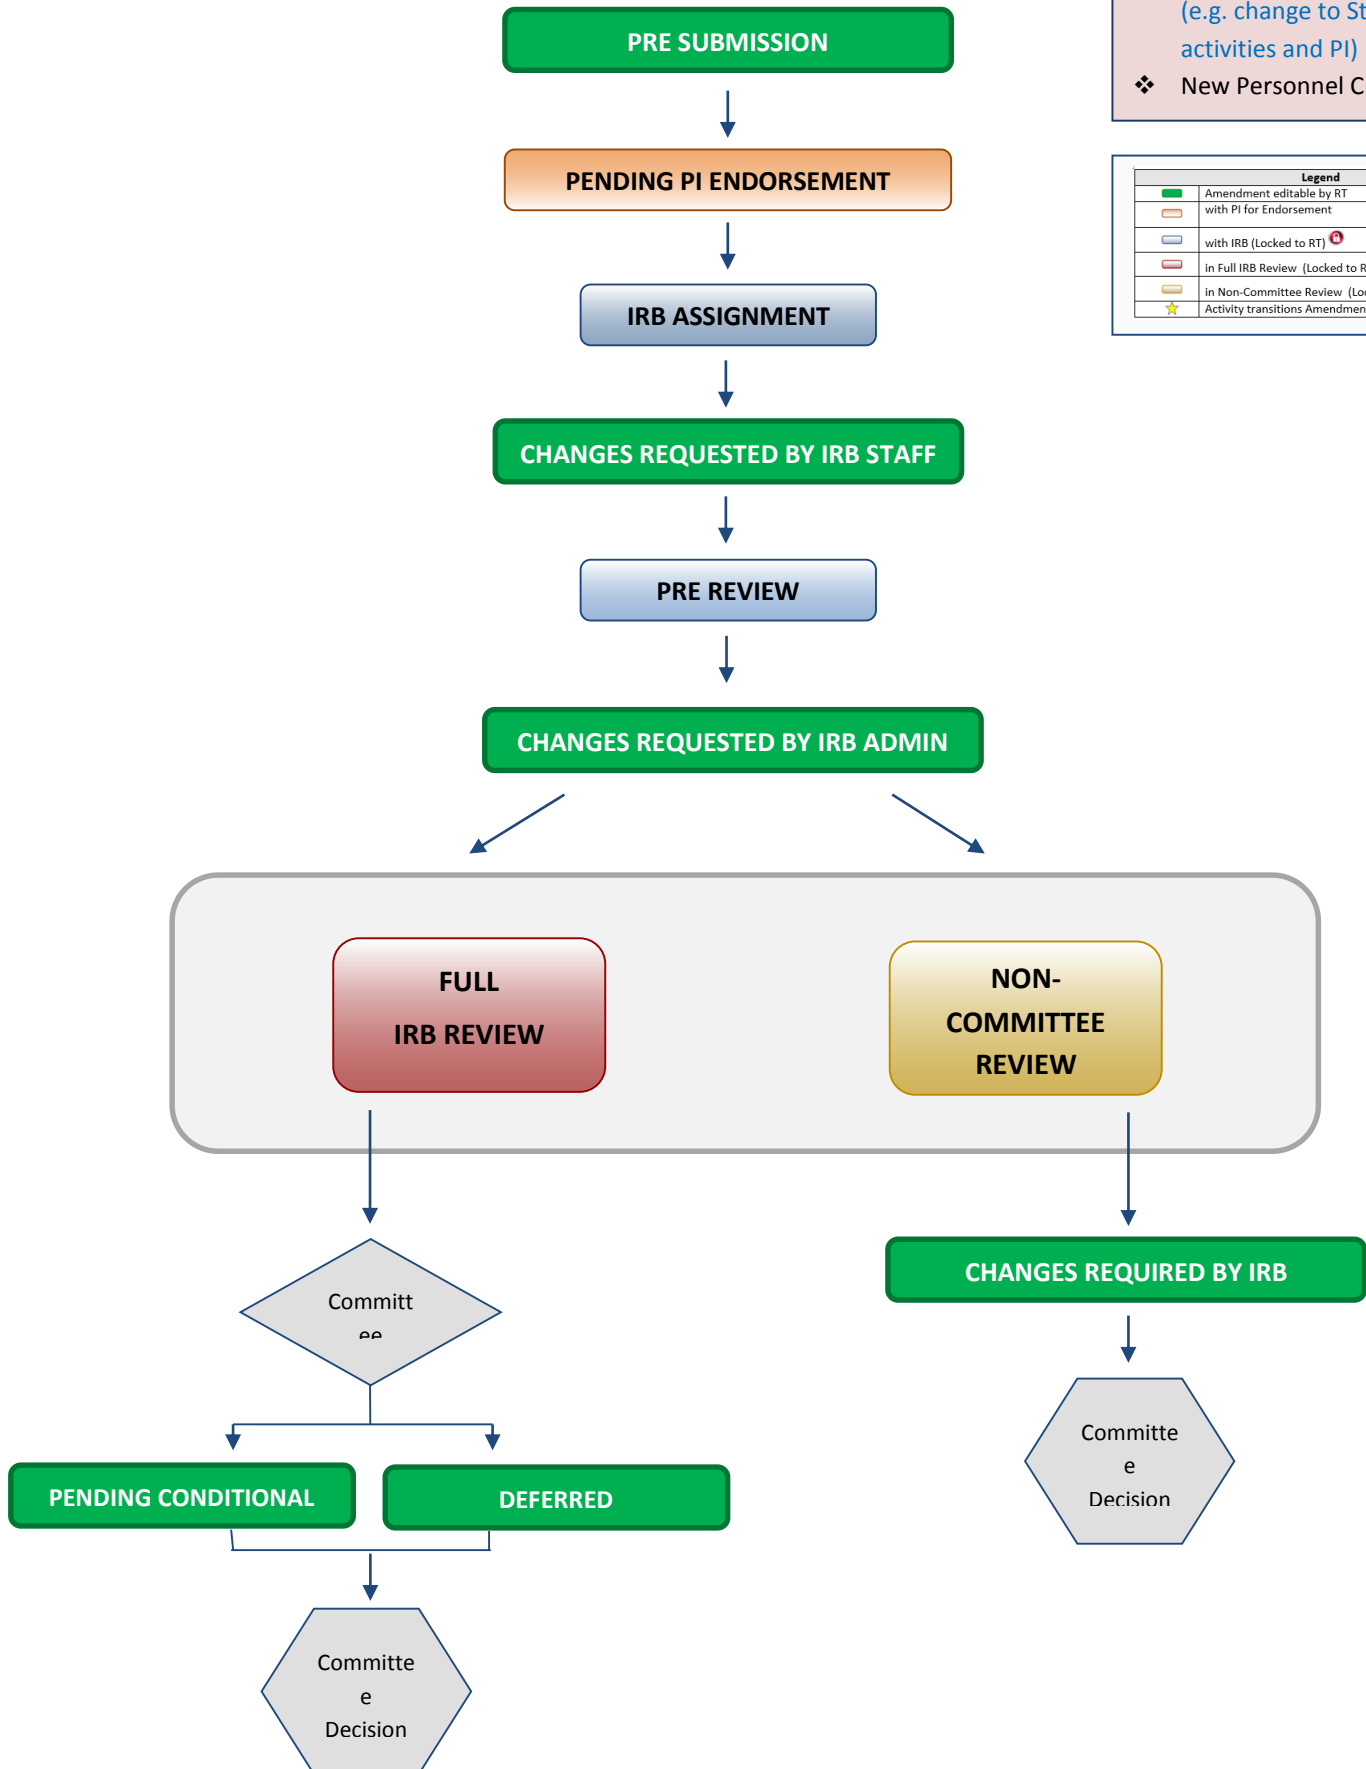 (e.g. change to St
activities and PI)
❖ New Personnel C
PRE SUBMISSION
PENDING PI ENDORSEMENT
Legend
Amendment editable by RT
with PI for Endorsement
with IRB (Locked to RT)
in Full IRB Review (Locked to R
in Non-Committee Review (Loc
Activity transitions Amendmen
IRB ASSIGNMENT
CHANGES REQUESTED BY IRB STAFF
PRE REVIEW
CHANGES REQUESTED BY IRB ADMIN
FULL
IRB REVIEW
NON-
COMMITTEE
REVIEW
Committ
ee
CHANGES REQUIRED BY IRB
PENDING CONDITIONAL
DEFERRED
Committe
e
Decision
Committe
e
Decision